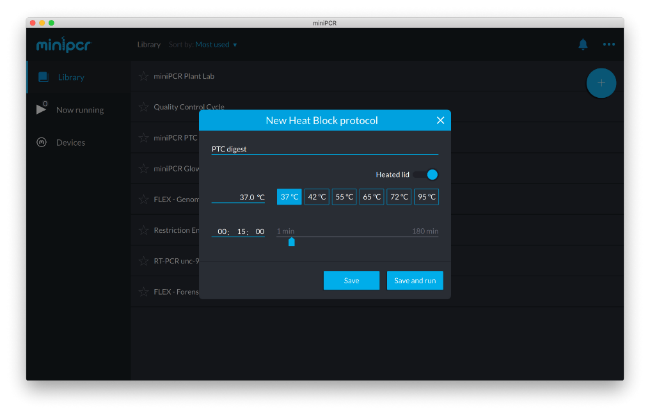 miniPCR
minipcr
Library Sort by: Most used ▾
Library
Now running
0
Devices
miniPCR Plant Lab
Quality Control Cycle
miniPCR PTC
miniPCR Glow
FLEX - Genom
Restriction En
RT-PCR unc-9
FLEX - Forens
New Heat Block protocol
PTC digest
Heated lid
37.0 °C
37 °C 42 °C 55 °C 65 °C 72 °C 95 °C
00: 15: 00
1 min 180 min
Save Save and run